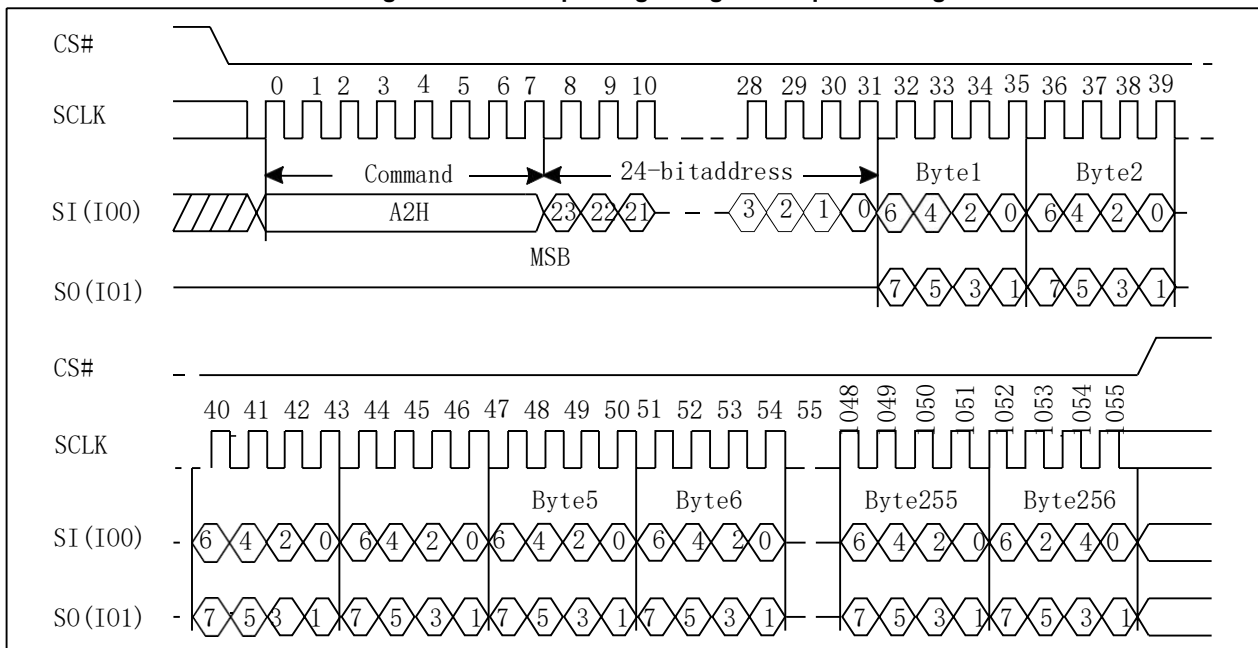 CS#
0 1 2 3 4 5 6 7 8 9 10 28 29 30 31 32 33 34 35 36 37 38 39
SCLK
Command 24-bitaddress Byte1 Byte2
SI(IO0) A2H 23 22 21 3 2 1 0 6 4 2 0 6 4 2 0
MSB
SO(IO1) 7 5 3 1 7 5 3 1
CS#
40 41 42 43 44 45 46 47 48 49 50 51 52 53 54 55 1048 1049 1050 1051 1052 1053 1054 1055
SCLK
Byte5 Byte6 Byte255 Byte256
SI(IO0) 6 4 2 0 6 4 2 0 6 4 2 0 6 4 2 0 6 4 2 0 6 2 4 0
SO(IO1) 7 5 3 1 7 5 3 1 7 5 3 1 7 5 3 1 7 5 3 1 7 5 3 1